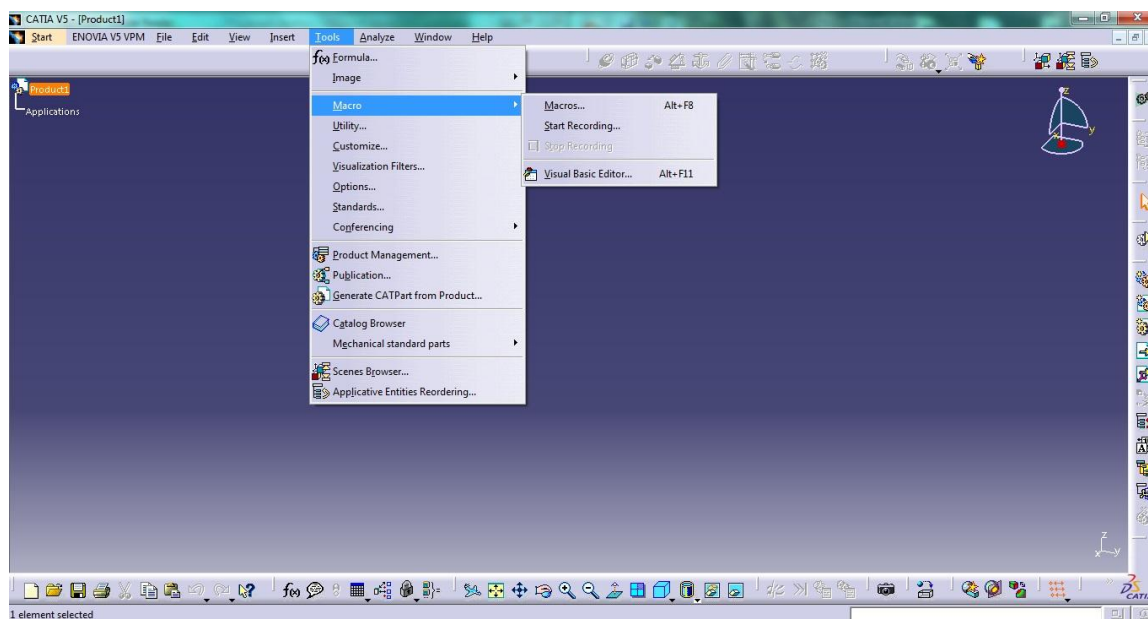 CATIA V5 - [Product1]
Start ENOVIA V5 VPM File Edit View Insert Tools Analyze Window Help
Formula...
Image
Product1
Applications
Macro
Macros... Alt+F8
Utility...
Start Recording...
Customize...
Stop Recording
Visualization Filters...
Visual Basic Editor... Alt+F11
Options...
Standards...
Conferencing
Product Management...
Publication...
Generate CATPart from Product...
Catalog Browser
Mechanical standard parts
Scenes Browser...
Applicative Entities Reordering...
z
y
z
x y
f(x)
CATIA
1 element selected